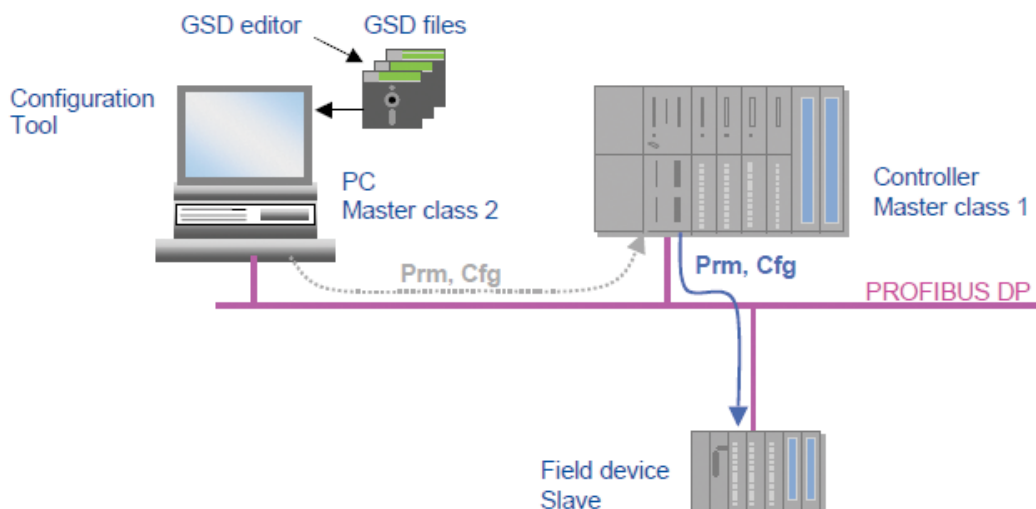 GSD editor
GSD files
Configuration
Tool
PC
Master class 2
Controller
Master class 1
Prm, Cfg
Prm, Cfg
PROFIBUS DP
Field device
Slave